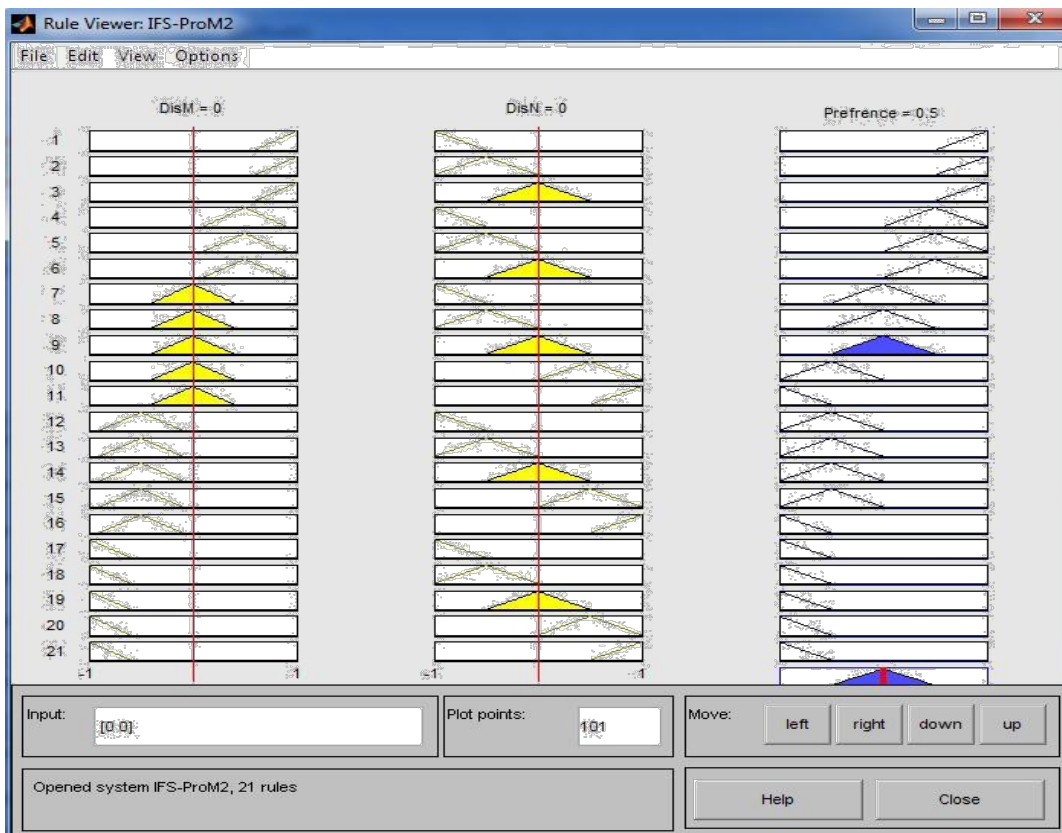 Rule Viewer: IFS-ProM2
File Edit View Options
DisM = 0
DisN = 0
Prefrence = 0.5
1
2
3
4
5
6
7
8
9
10
11
12
13
14
15
16
17
18
19
20
21
-1 1
-1 1
Input: [0 0]
Plot points: 101
Move: left right down up
Opened system IFS-ProM2, 21 rules
Help
Close